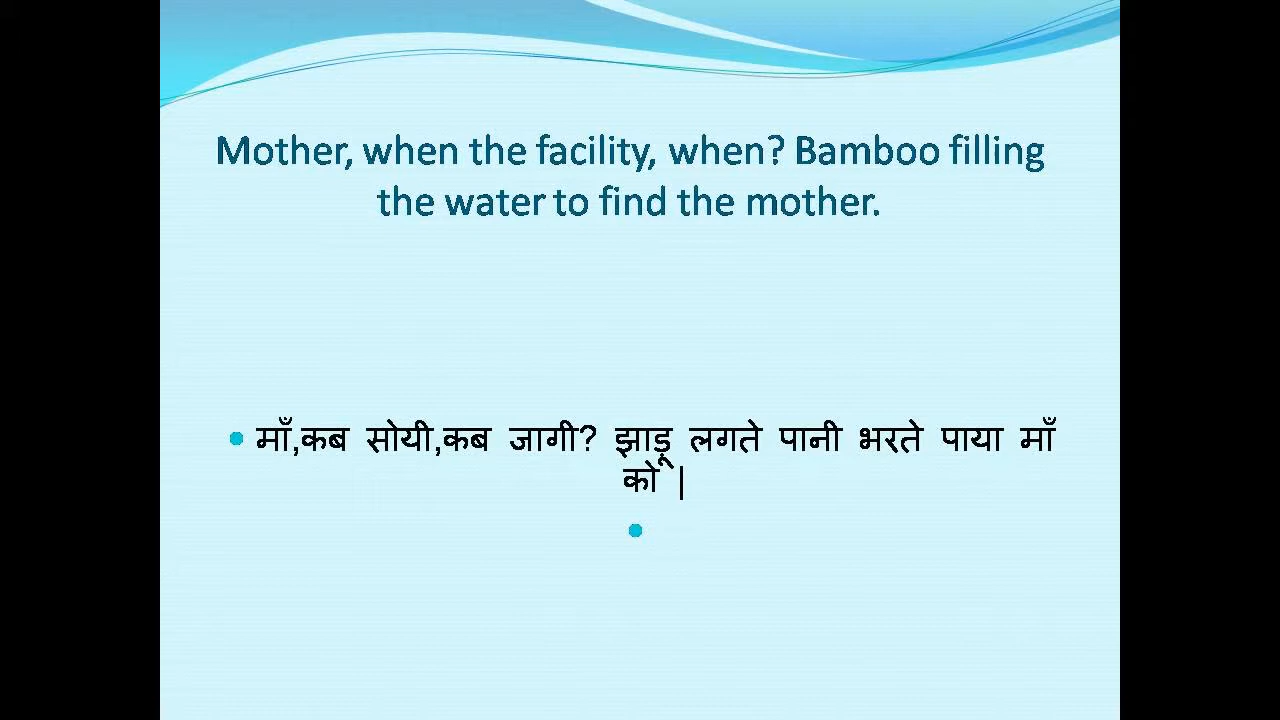 Mother, when the facility, when? Bamboo filling
the water to find the mother.
माँ,कब सोयी,कब जागी? झाड़ू लगते पानी भरते पाया माँ
को |